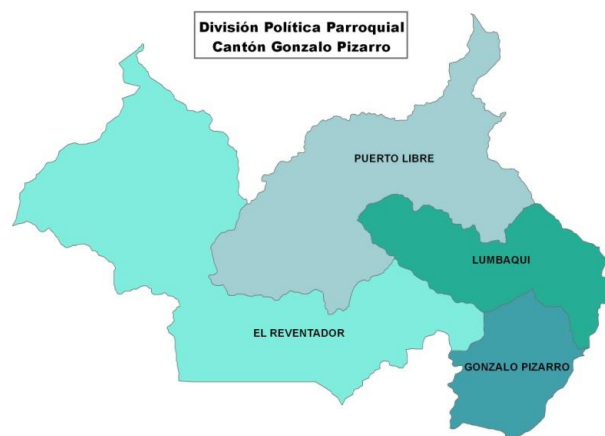 División Política Parroquial
Cantón Gonzalo Pizarro
PUERTO LIBRE
LUMBAQUI
EL REVENTADOR
GONZALO PIZARRO